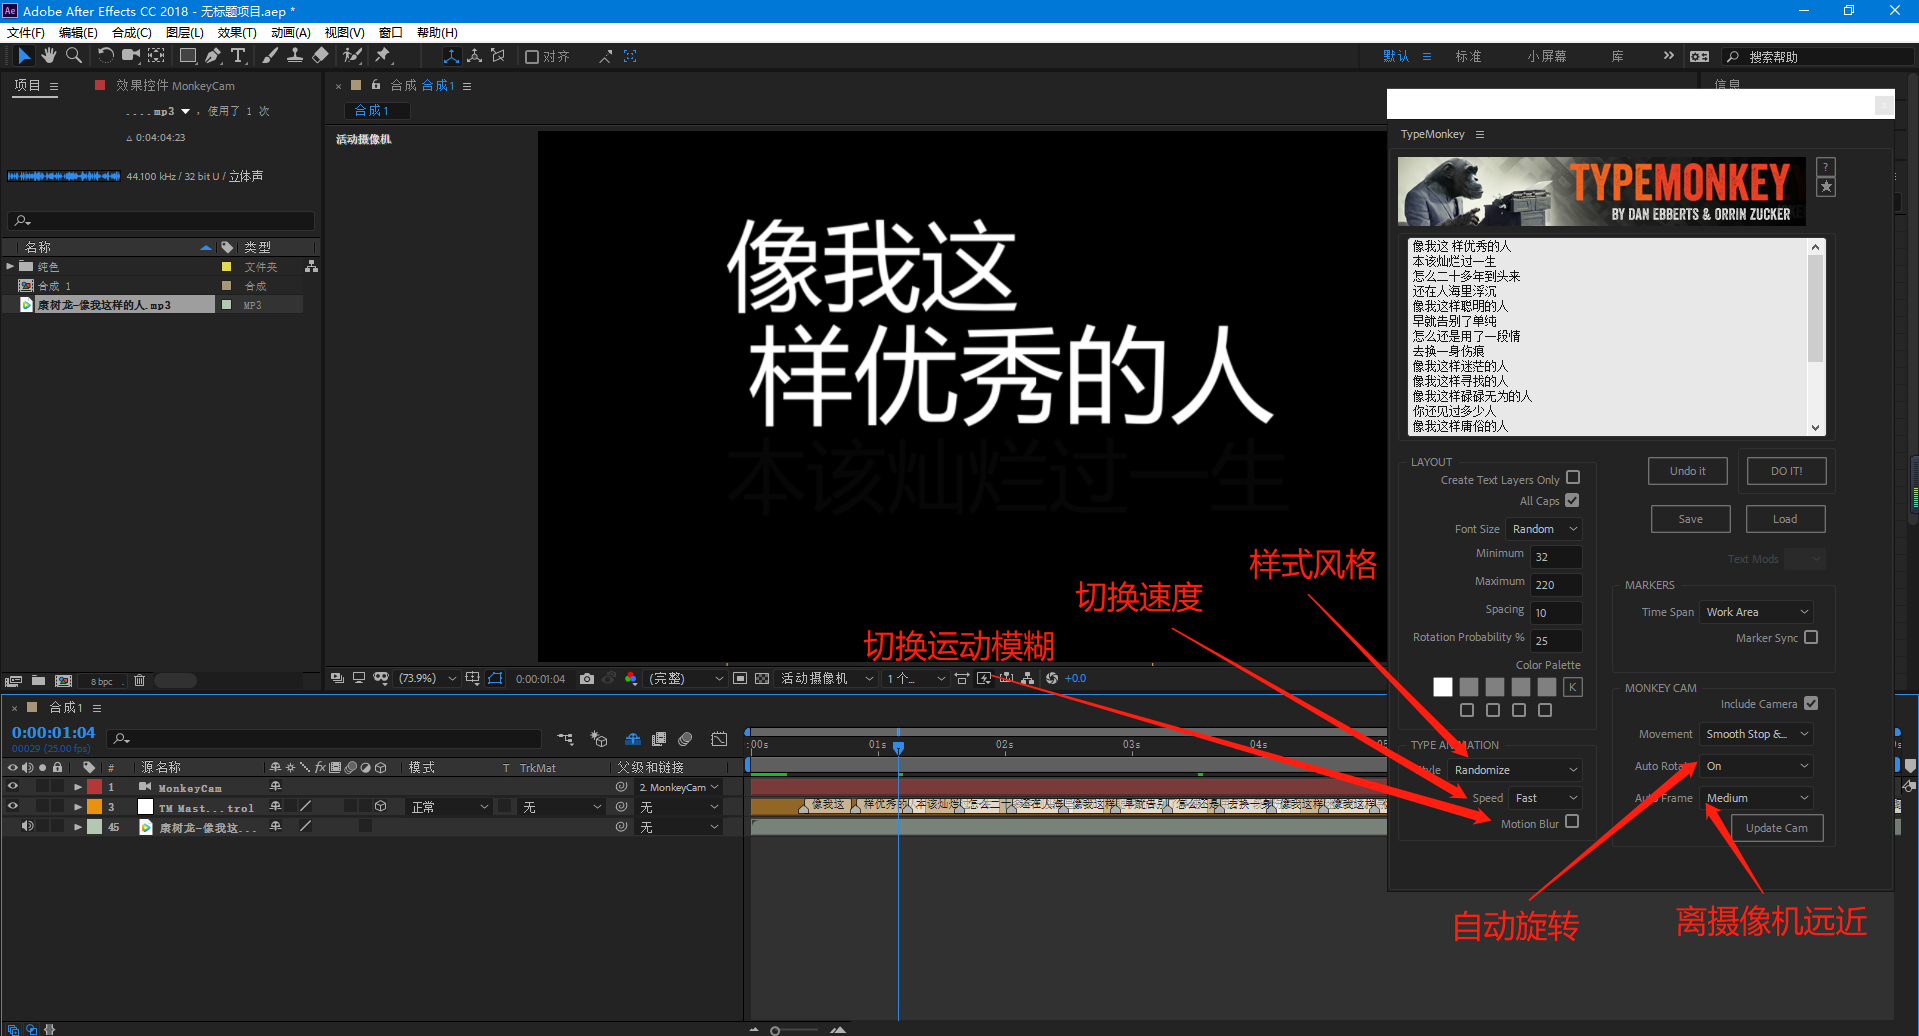 Adobe After Effects CC 2018 - 无标题项目.aep *
文件(F) 编辑(E) 合成(C) 图层(L) 效果(T) 动画(A) 视图(V) 窗口 帮助(H)
对齐
默认 标准 小屏幕 库 搜索帮助
项目 效果控件 MonkeyCam
....mp3 ▼ ，使用了 1 次
△ 0:04:04:23
44.100 kHz / 32 bit U / 立体声
名称 类型
纯色 文件夹
合成 1 合成
康树龙-像我这样的人.mp3 MP3
8 bpc
合成 合成1
合成1
活动摄像机
像我这
样优秀的人
本该灿烂过一生
(73.9%) 0:00:01:04 (完整) 活动摄像机 1个... +0.0
信息
TypeMonkey
TYPEMONKEY
BY DAN EBBERTS & ORRIN ZUCKER
?
像我这 样优秀的人
本该灿烂过一生
怎么二十多年到头来
还在人海里浮沉
像我这样聪明的人
早就告别了单纯
怎么还是用了一段情
去换一身伤痕
像我这样迷茫的人
像我这样寻找的人
像我这样碌碌无为的人
你还见过多少人
像我这样庸俗的人
LAYOUT
Create Text Layers Only
All Caps
Font Size Random
Minimum 32
Maximum 220
Spacing 10
Rotation Probability % 25
Color Palette
K
TYPE ANIMATION
Style Randomize
Speed Fast
Motion Blur
Undo it DO IT!
Save Load
Text Mods
MARKERS
Time Span Work Area
Marker Sync
MONKEY CAM
Include Camera
Movement Smooth Stop &...
Auto Rotate On
Auto Frame Medium
Update Cam
样式风格
切换速度
切换运动模糊
自动旋转
离摄像机远近
合成1
0:00:01:04
00029 (25.00 fps)
:00s 01s 02s 03s 04s
# 源名称 fx 模式 T TrkMat 父级和链接
1 MonkeyCam 2. MonkeyCam
3 TM Mast...trol 正常 无 无
45 康树龙-像我这... 无
像我这 样优秀的 本该灿烂 怎么二十 还在人海 像我这样 早就告别 怎么还是 去换一身 像我这样 像我这样